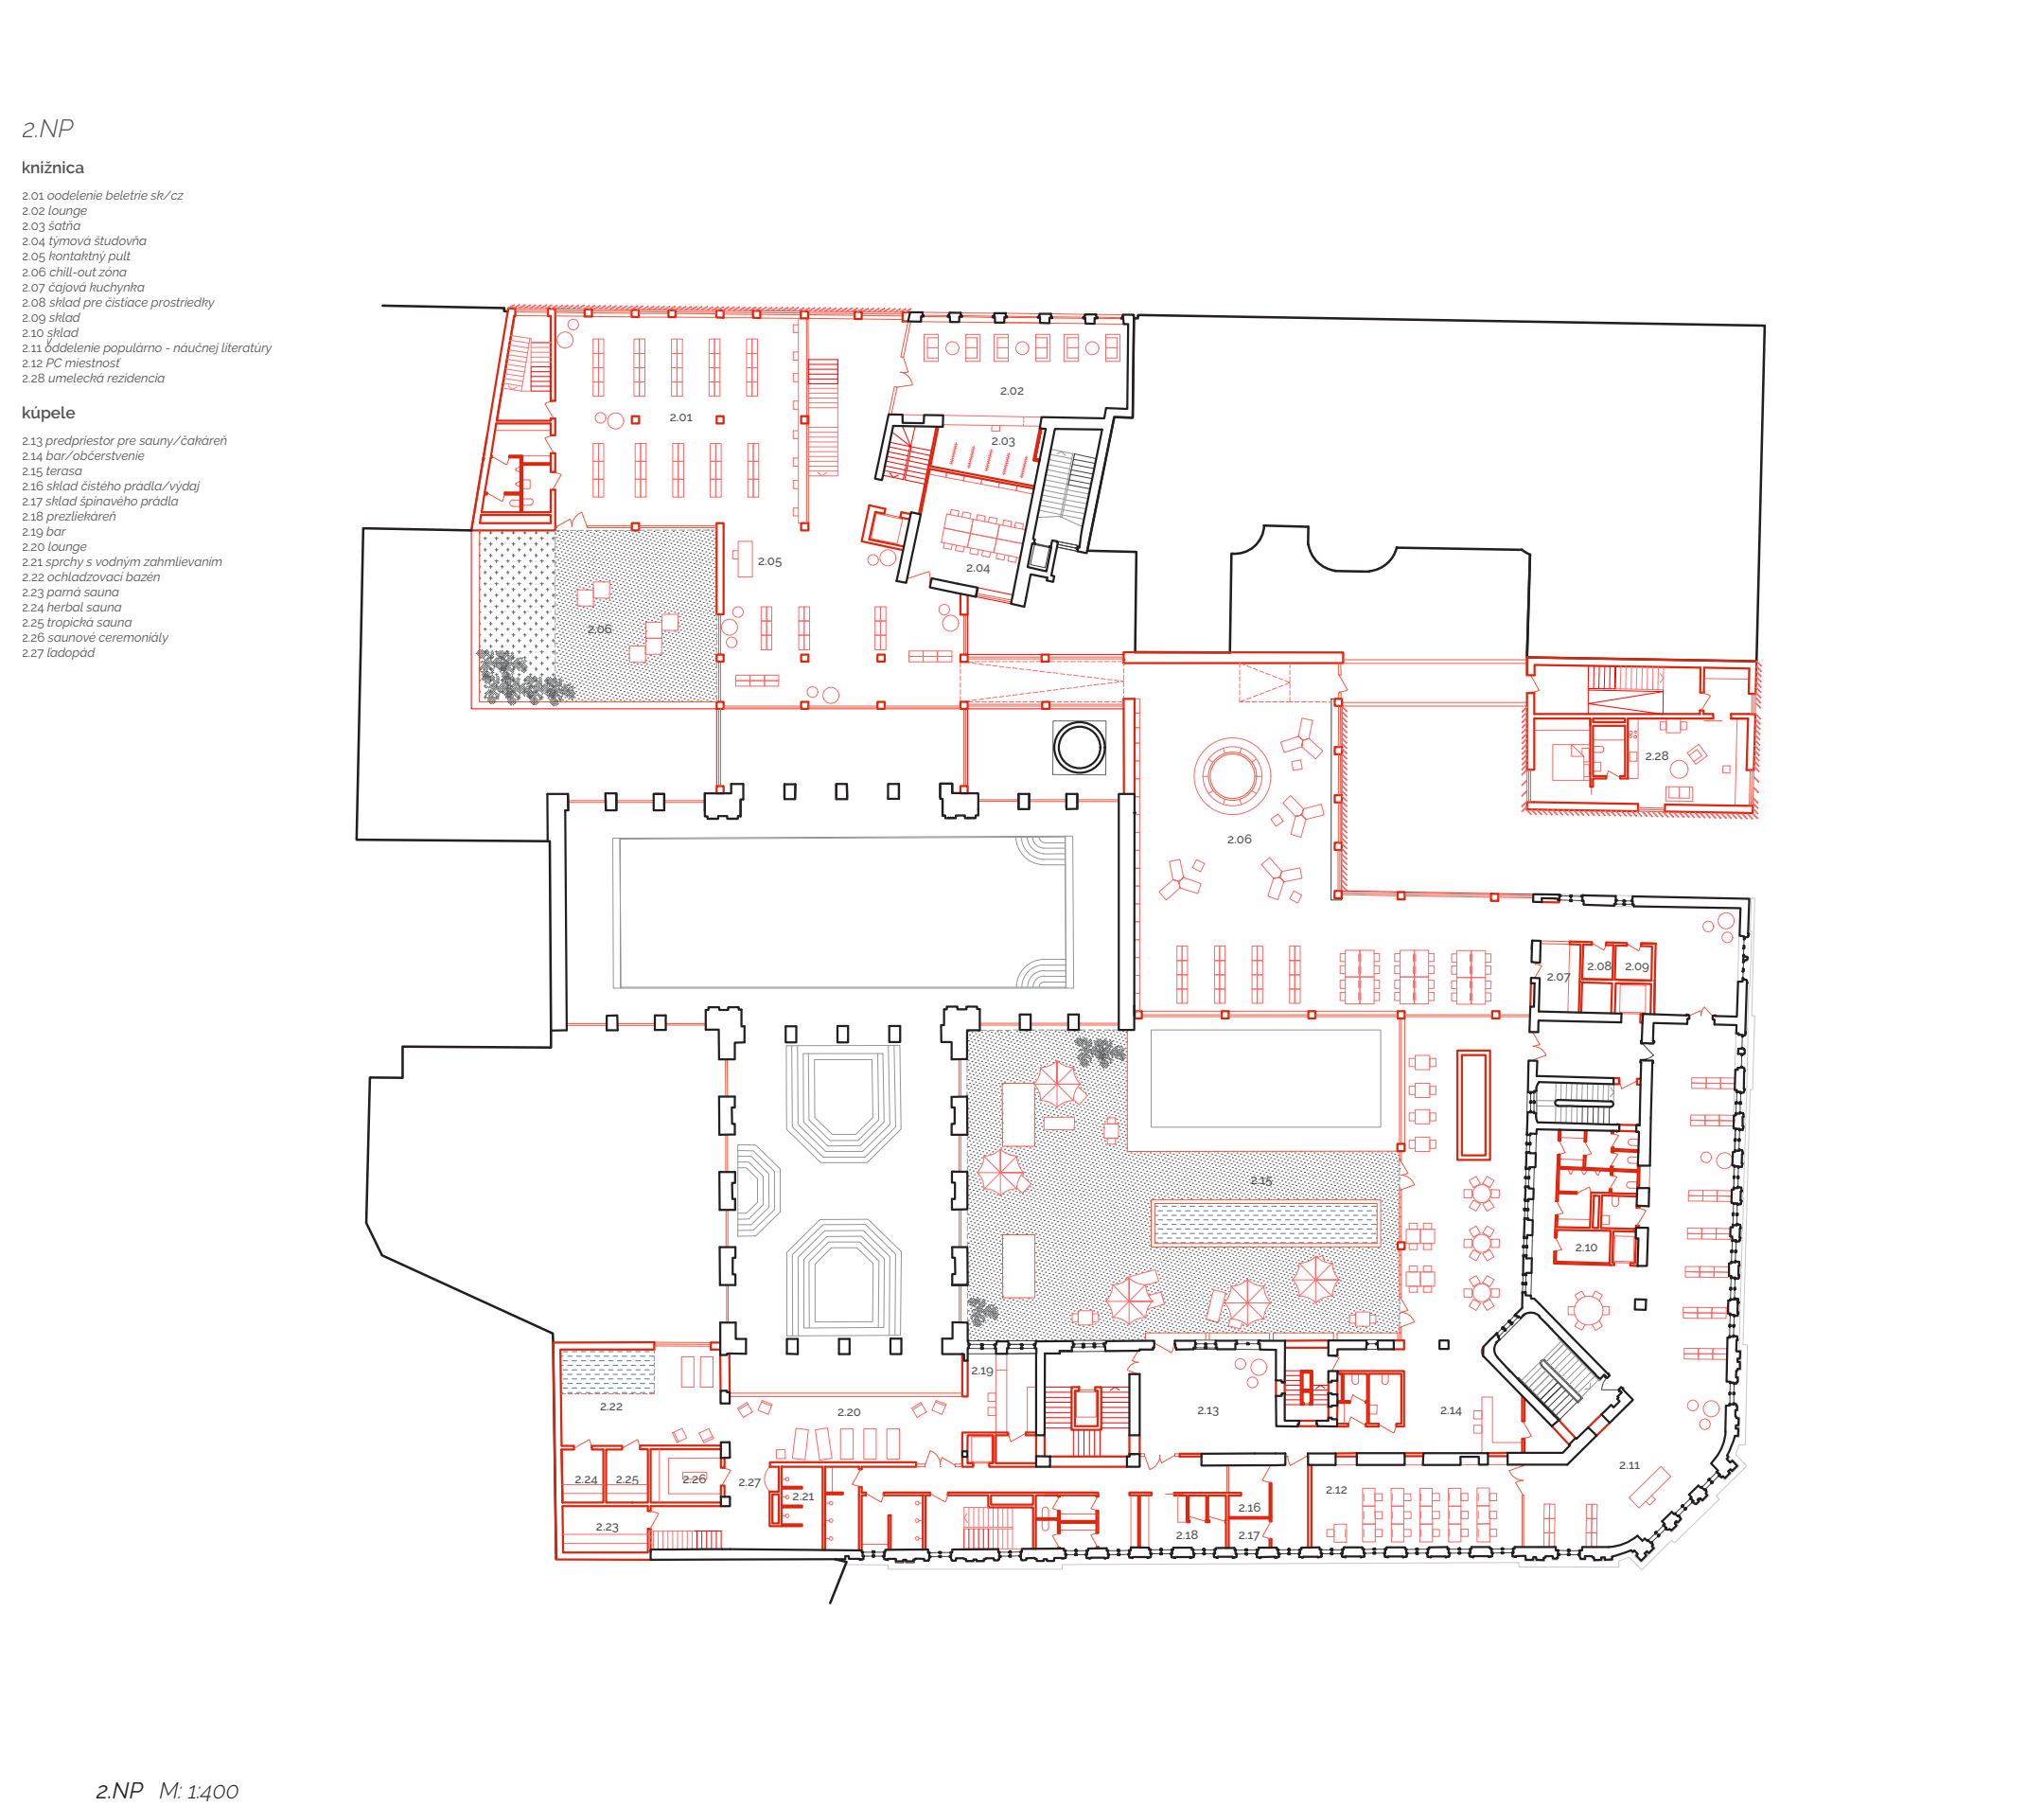 2.NP
knižnica
2.01 oodelenie beletrie sk/cz
2.02 lounge
2.03 šatňa
2.04 týmová študovňa
2.05 kontaktný pult
2.06 chill-out zóna
2.07 čajová kuchynka
2.08 sklad pre čistiace prostriedky
2.09 sklad
2.10 sklad
2.11 oddelenie populárno - náučnej literatúry
2.12 PC miestnosť
2.28 umelecká rezidencia
kúpele
2.13 predpriestor pre sauny/čakáreň
2.14 bar/občerstvenie
2.15 terasa
2.16 sklad čistého prádla/výdaj
2.17 sklad špinavého prádla
2.18 prezliekáreň
2.19 bar
2.20 lounge
2.21 sprchy s vodným zahmlievaním
2.22 ochladzovací bazén
2.23 parná sauna
2.24 herbal sauna
2.25 tropická sauna
2.26 saunové ceremoniály
2.27 ľadopád
2.02
2.01
2.03
2.05
2.04
2.06
2.28
2.06
2.07
2.08
2.09
2.15
2.10
2.19
2.22
2.20
2.13
2.14
2.24
2.25
2.26
2.27
2.21
2.12
2.11
2.16
2.23
2.18
2.17
2.NP M: 1:400